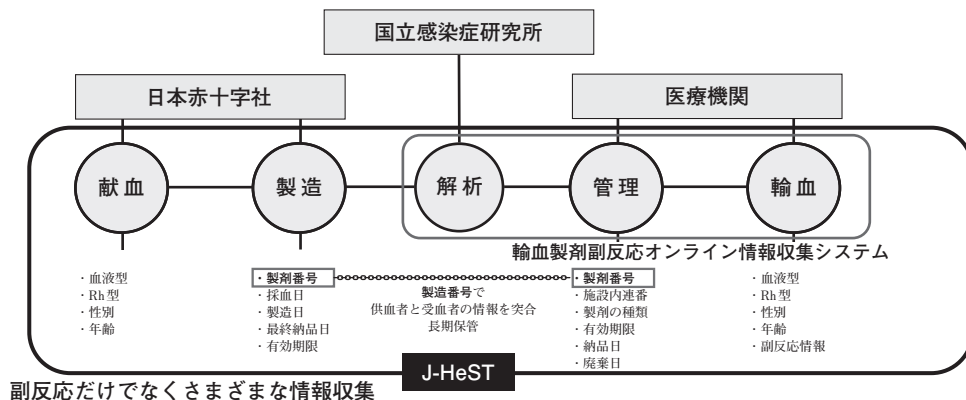 国立感染症研究所
日本赤十字社
医療機関
献血
製造
解析
管理
輸血
輸血製剤副反応オンライン情報収集システム
・血液型
・Rh型
・性別
・年齢
・製剤番号
・採血日
・製造日
・最終納品日
・有効期限
製造番号で
供血者と受血者の情報を突合
長期保管
・製剤番号
・施設内連番
・製剤の種類
・有効期限
・納品日
・廃棄日
・血液型
・Rh型
・性別
・年齢
・副反応情報
J-HeST
副反応だけでなくさまざまな情報収集